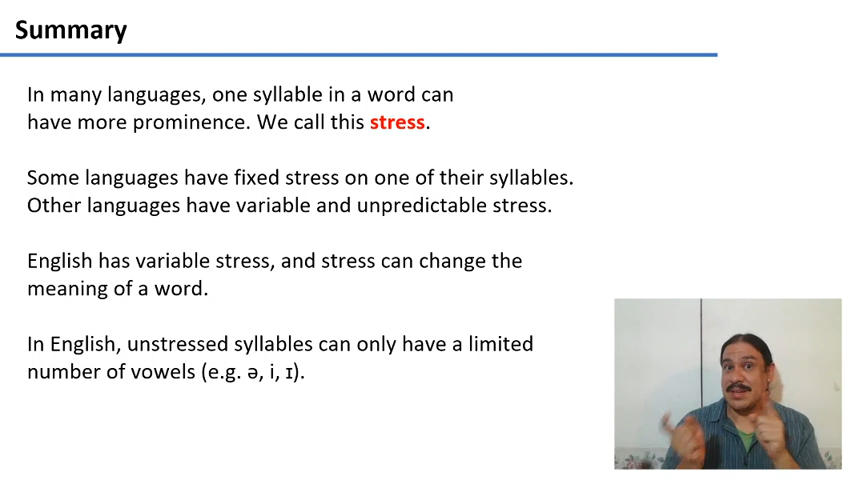 Summary
In many languages, one syllable in a word can
have more prominence. We call this stress.
Some languages have fixed stress on one of their syllables.
Other languages have variable and unpredictable stress.
English has variable stress, and stress can change the
meaning of a word.
In English, unstressed syllables can only have a limited
number of vowels (e.g. ə, i, ɪ).